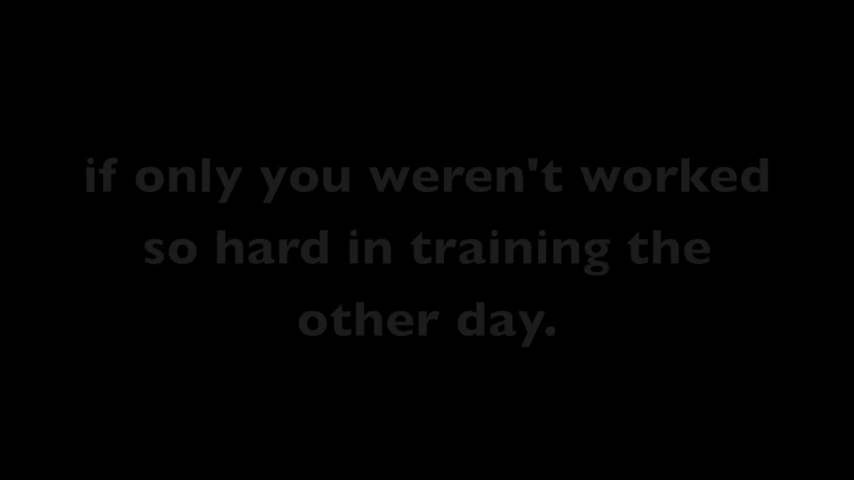 if only you weren't worked
so hard in training the
other day.